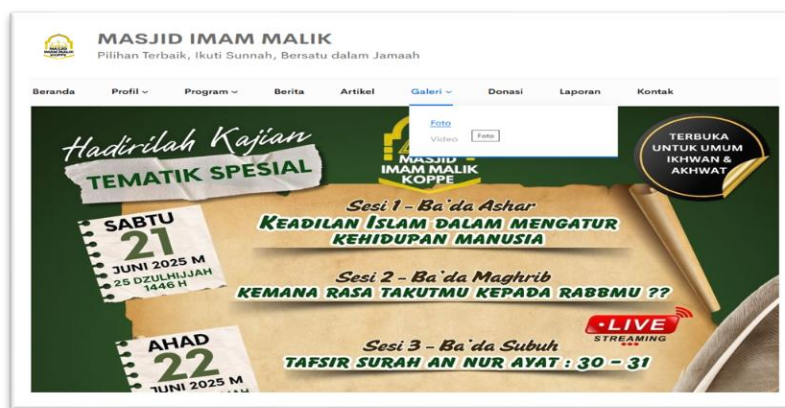 MASJID IMAM MALIK
Pilihan Terbaik, Ikuti Sunnah, Bersatu dalam Jamaah
Beranda Profil Program Berita Artikel Galeri Donasi Laporan Kontak
Foto
Video
Foto
Hadirilah Kajian
TEMATIK SPESIAL
MASJID
IMAM MALIK
KOPPE
TERBUKA
UNTUK UMUM
IKHWAN &
AKHWAT
SABTU
21
JUNI 2025 M
25 DZULHIJJAH
1446 H
Sesi 1 - Ba'da Ashar
KEADILAN ISLAM DALAM MENGATUR
KEHIDUPAN MANUSIA
Sesi 2 - Ba'da Maghrib
KEMANA RASA TAKUTMU KEPADA RABBMU ??
LIVE
STREAMING
AHAD
22
JUNI 2025 M
Sesi 3 - Ba'da Subuh
TAFSIR SURAH AN NUR AYAT : 30 - 31